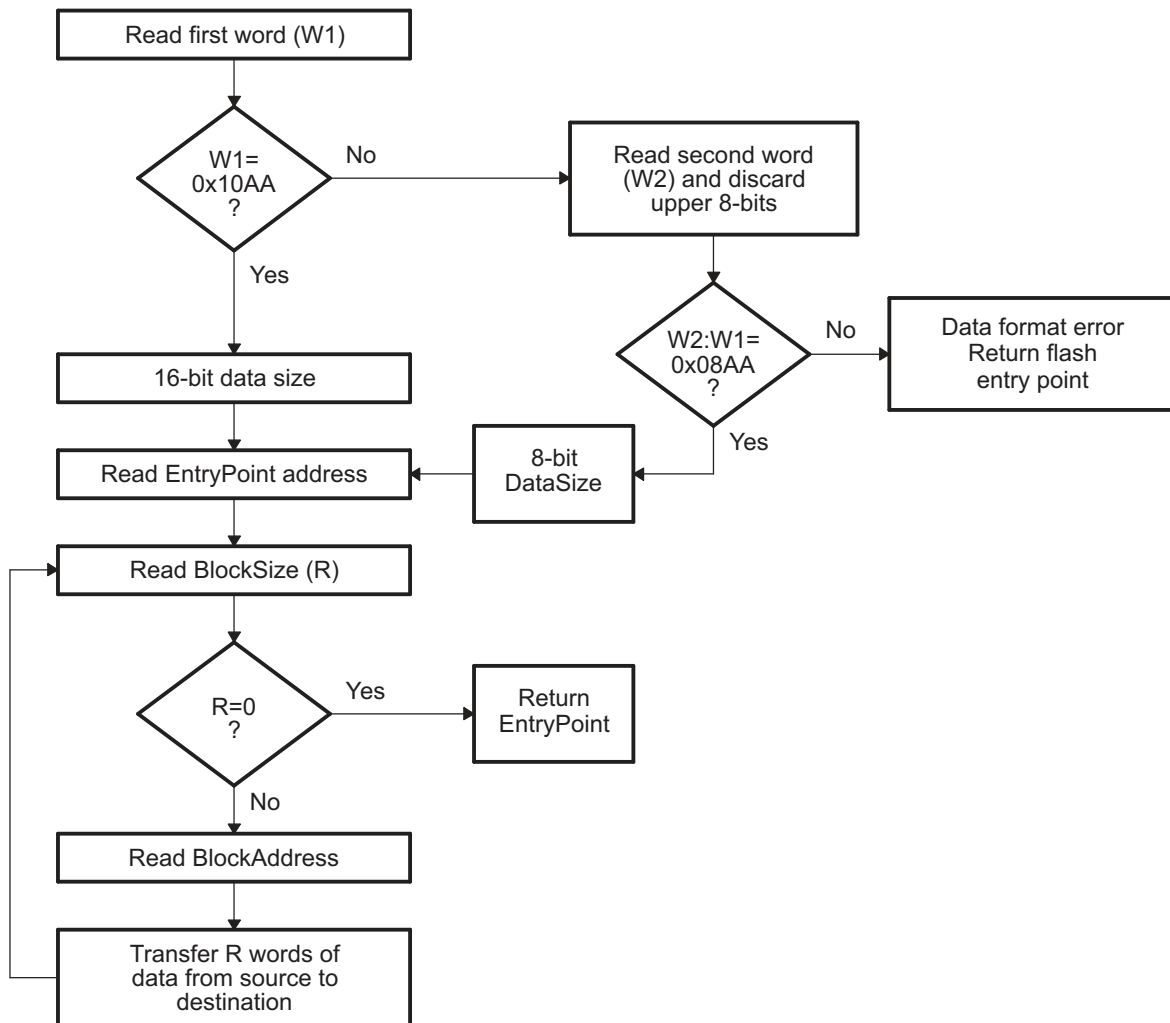 Read first word (W1)
W1=
0x10AA
?
No
Yes
Read second word
(W2) and discard
upper 8-bits
W2:W1=
0x08AA
?
No
Yes
Data format error
Return flash
entry point
16-bit data size
8-bit
DataSize
Read EntryPoint address
Read BlockSize (R)
R=0
?
Yes
No
Return
EntryPoint
Read BlockAddress
Transfer R words of
data from source to
destination